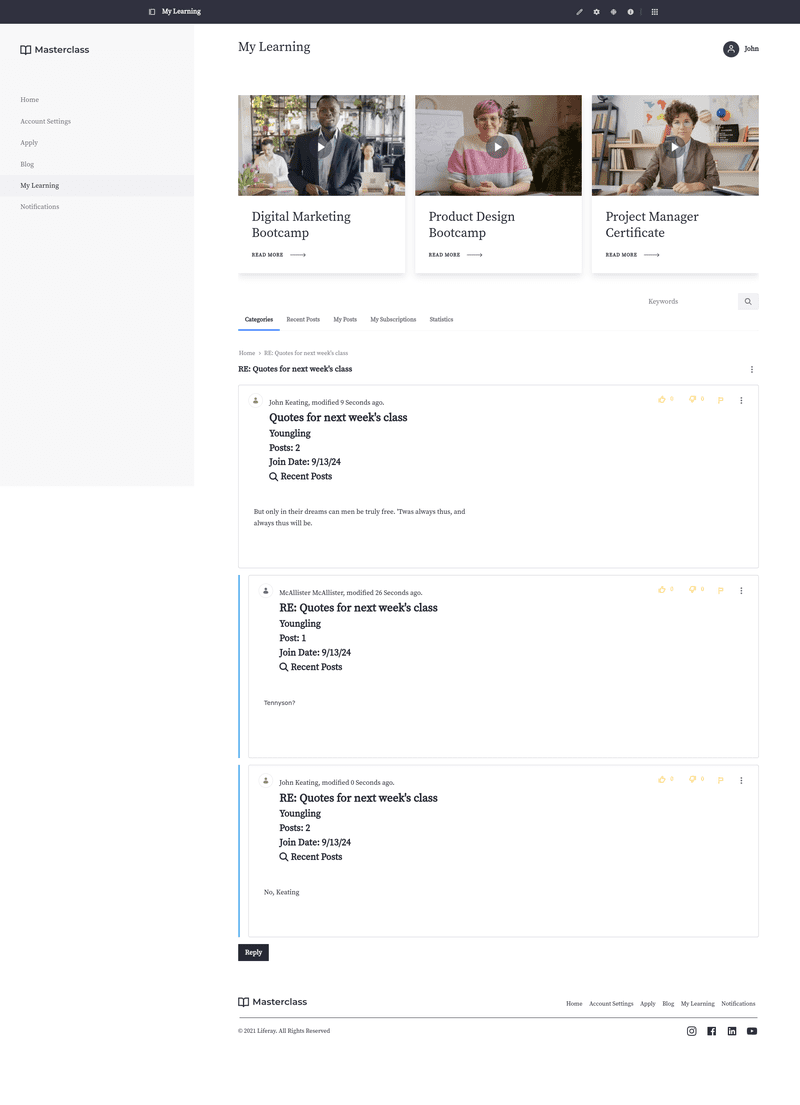 My Learning
Masterclass
My Learning
John
Home
Account Settings
Apply
Blog
My Learning
Notifications
Digital Marketing
Bootcamp
READ MORE
Product Design
Bootcamp
READ MORE
Project Manager
Certificate
READ MORE
Keywords
Categories Recent Posts My Posts My Subscriptions Statistics
Home › RE: Quotes for next week's class
RE: Quotes for next week's class
John Keating, modified 9 Seconds ago.
0 0
Quotes for next week's class
Youngling
Posts: 2
Join Date: 9/13/24
Recent Posts
But only in their dreams can men be truly free. 'Twas always thus, and
always thus will be.
McAllister McAllister, modified 26 Seconds ago.
0 0
RE: Quotes for next week's class
Youngling
Post: 1
Join Date: 9/13/24
Recent Posts
Tennyson?
John Keating, modified 0 Seconds ago.
0 0
RE: Quotes for next week's class
Youngling
Posts: 2
Join Date: 9/13/24
Recent Posts
No, Keating
Reply
Masterclass
Home Account Settings Apply Blog My Learning Notifications
© 2021 Liferay. All Rights Reserved